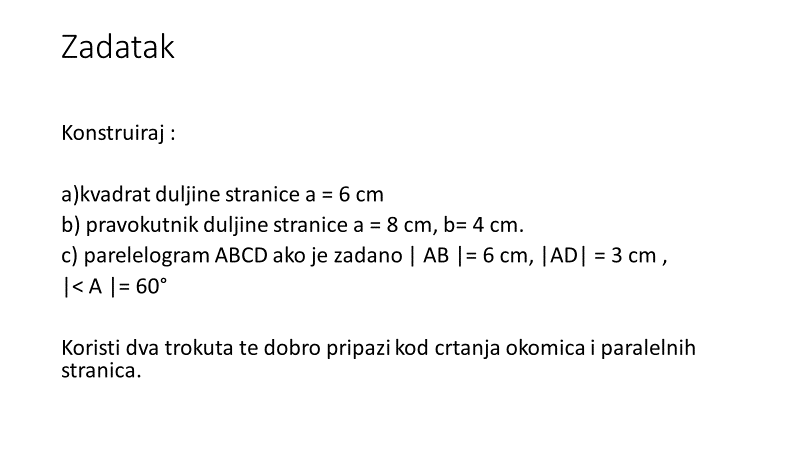 Zadatak
Konstruiraj :
a)kvadrat duljine stranice a = 6 cm
b) pravokutnik duljine stranice a = 8 cm, b= 4 cm.
c) parelelogram ABCD ako je zadano | AB |= 6 cm, |AD| = 3 cm ,
|< A |= 60°
Koristi dva trokuta te dobro pripazi kod crtanja okomica i paralelnih
stranica.